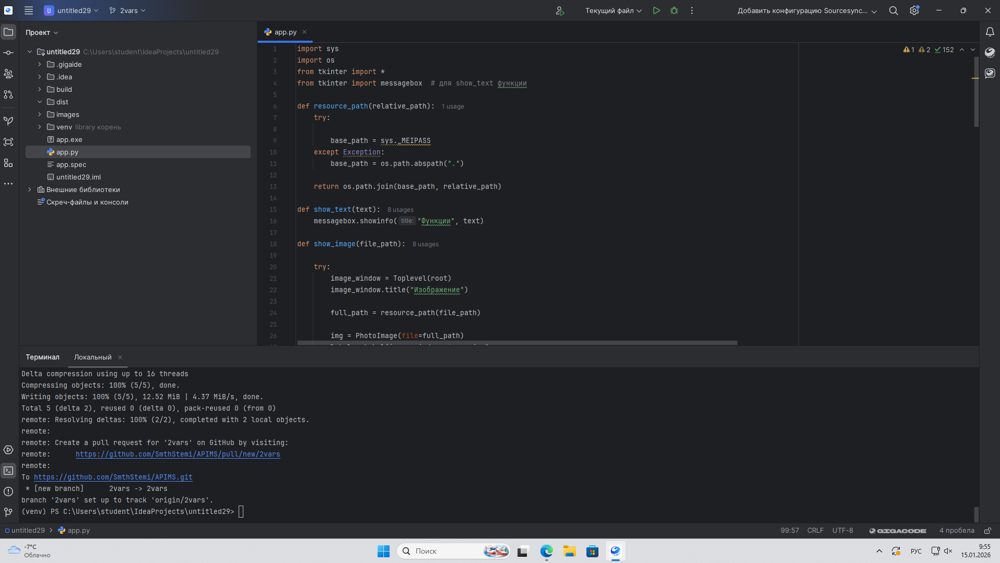 U untitled29
2vars
Текущий файл
Добавить конфигурацию Sourcesync...
Проект
untitled29 C:\Users\student\IdeaProjects\untitled29
.gigaide
.idea
build
dist
images
venv library корень
app.exe
app.py
app.spec
untitled29.iml
Внешние библиотеки
Скреч-файлы и консоли
app.py
1 2 152
1 import sys
2 import os
3 from tkinter import *
4 from tkinter import messagebox # для show_text функции
5
6 def resource_path(relative_path): 1 usage
7 try:
8
9 base_path = sys._MEIPASS
10 except Exception:
11 base_path = os.path.abspath(".")
12
13 return os.path.join(base_path, relative_path)
14
15 def show_text(text): 8 usages
16 messagebox.showinfo( title: "Функции", text)
17
18 def show_image(file_path): 8 usages
19
20 try:
21 image_window = Toplevel(root)
22 image_window.title("Изображение")
23
24 full_path = resource_path(file_path)
25
26 img = PhotoImage(file=full_path)
Терминал Локальный
Delta compression using up to 16 threads
Compressing objects: 100% (5/5), done.
Writing objects: 100% (5/5), 12.52 MiB | 4.37 MiB/s, done.
Total 5 (delta 2), reused 0 (delta 0), pack-reused 0 (from 0)
remote: Resolving deltas: 100% (2/2), completed with 2 local objects.
remote:
remote: Create a pull request for '2vars' on GitHub by visiting:
remote: https://github.com/SmthStemi/APIMS/pull/new/2vars
remote:
To https://github.com/SmthStemi/APIMS.git
* [new branch] 2vars -> 2vars
branch '2vars' set up to track 'origin/2vars'.
(venv) PS C:\Users\student\IdeaProjects\untitled29>
untitled29 > app.py
99:57 CRLF UTF-8 GIGACODE 4 пробела
-7°C
Облачно
Поиск
РУС
9:55
15.01.2026